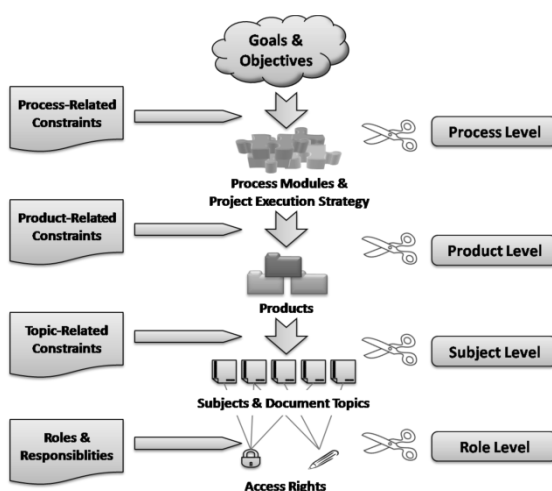 Goals &
Objectives
Process-Related
Constraints
Process Level
Process Modules &
Project Execution Strategy
Product-Related
Constraints
Product Level
Products
Topic-Related
Constraints
Subject Level
Subjects & Document Topics
Roles &
Responsiblities
Role Level
Access Rights